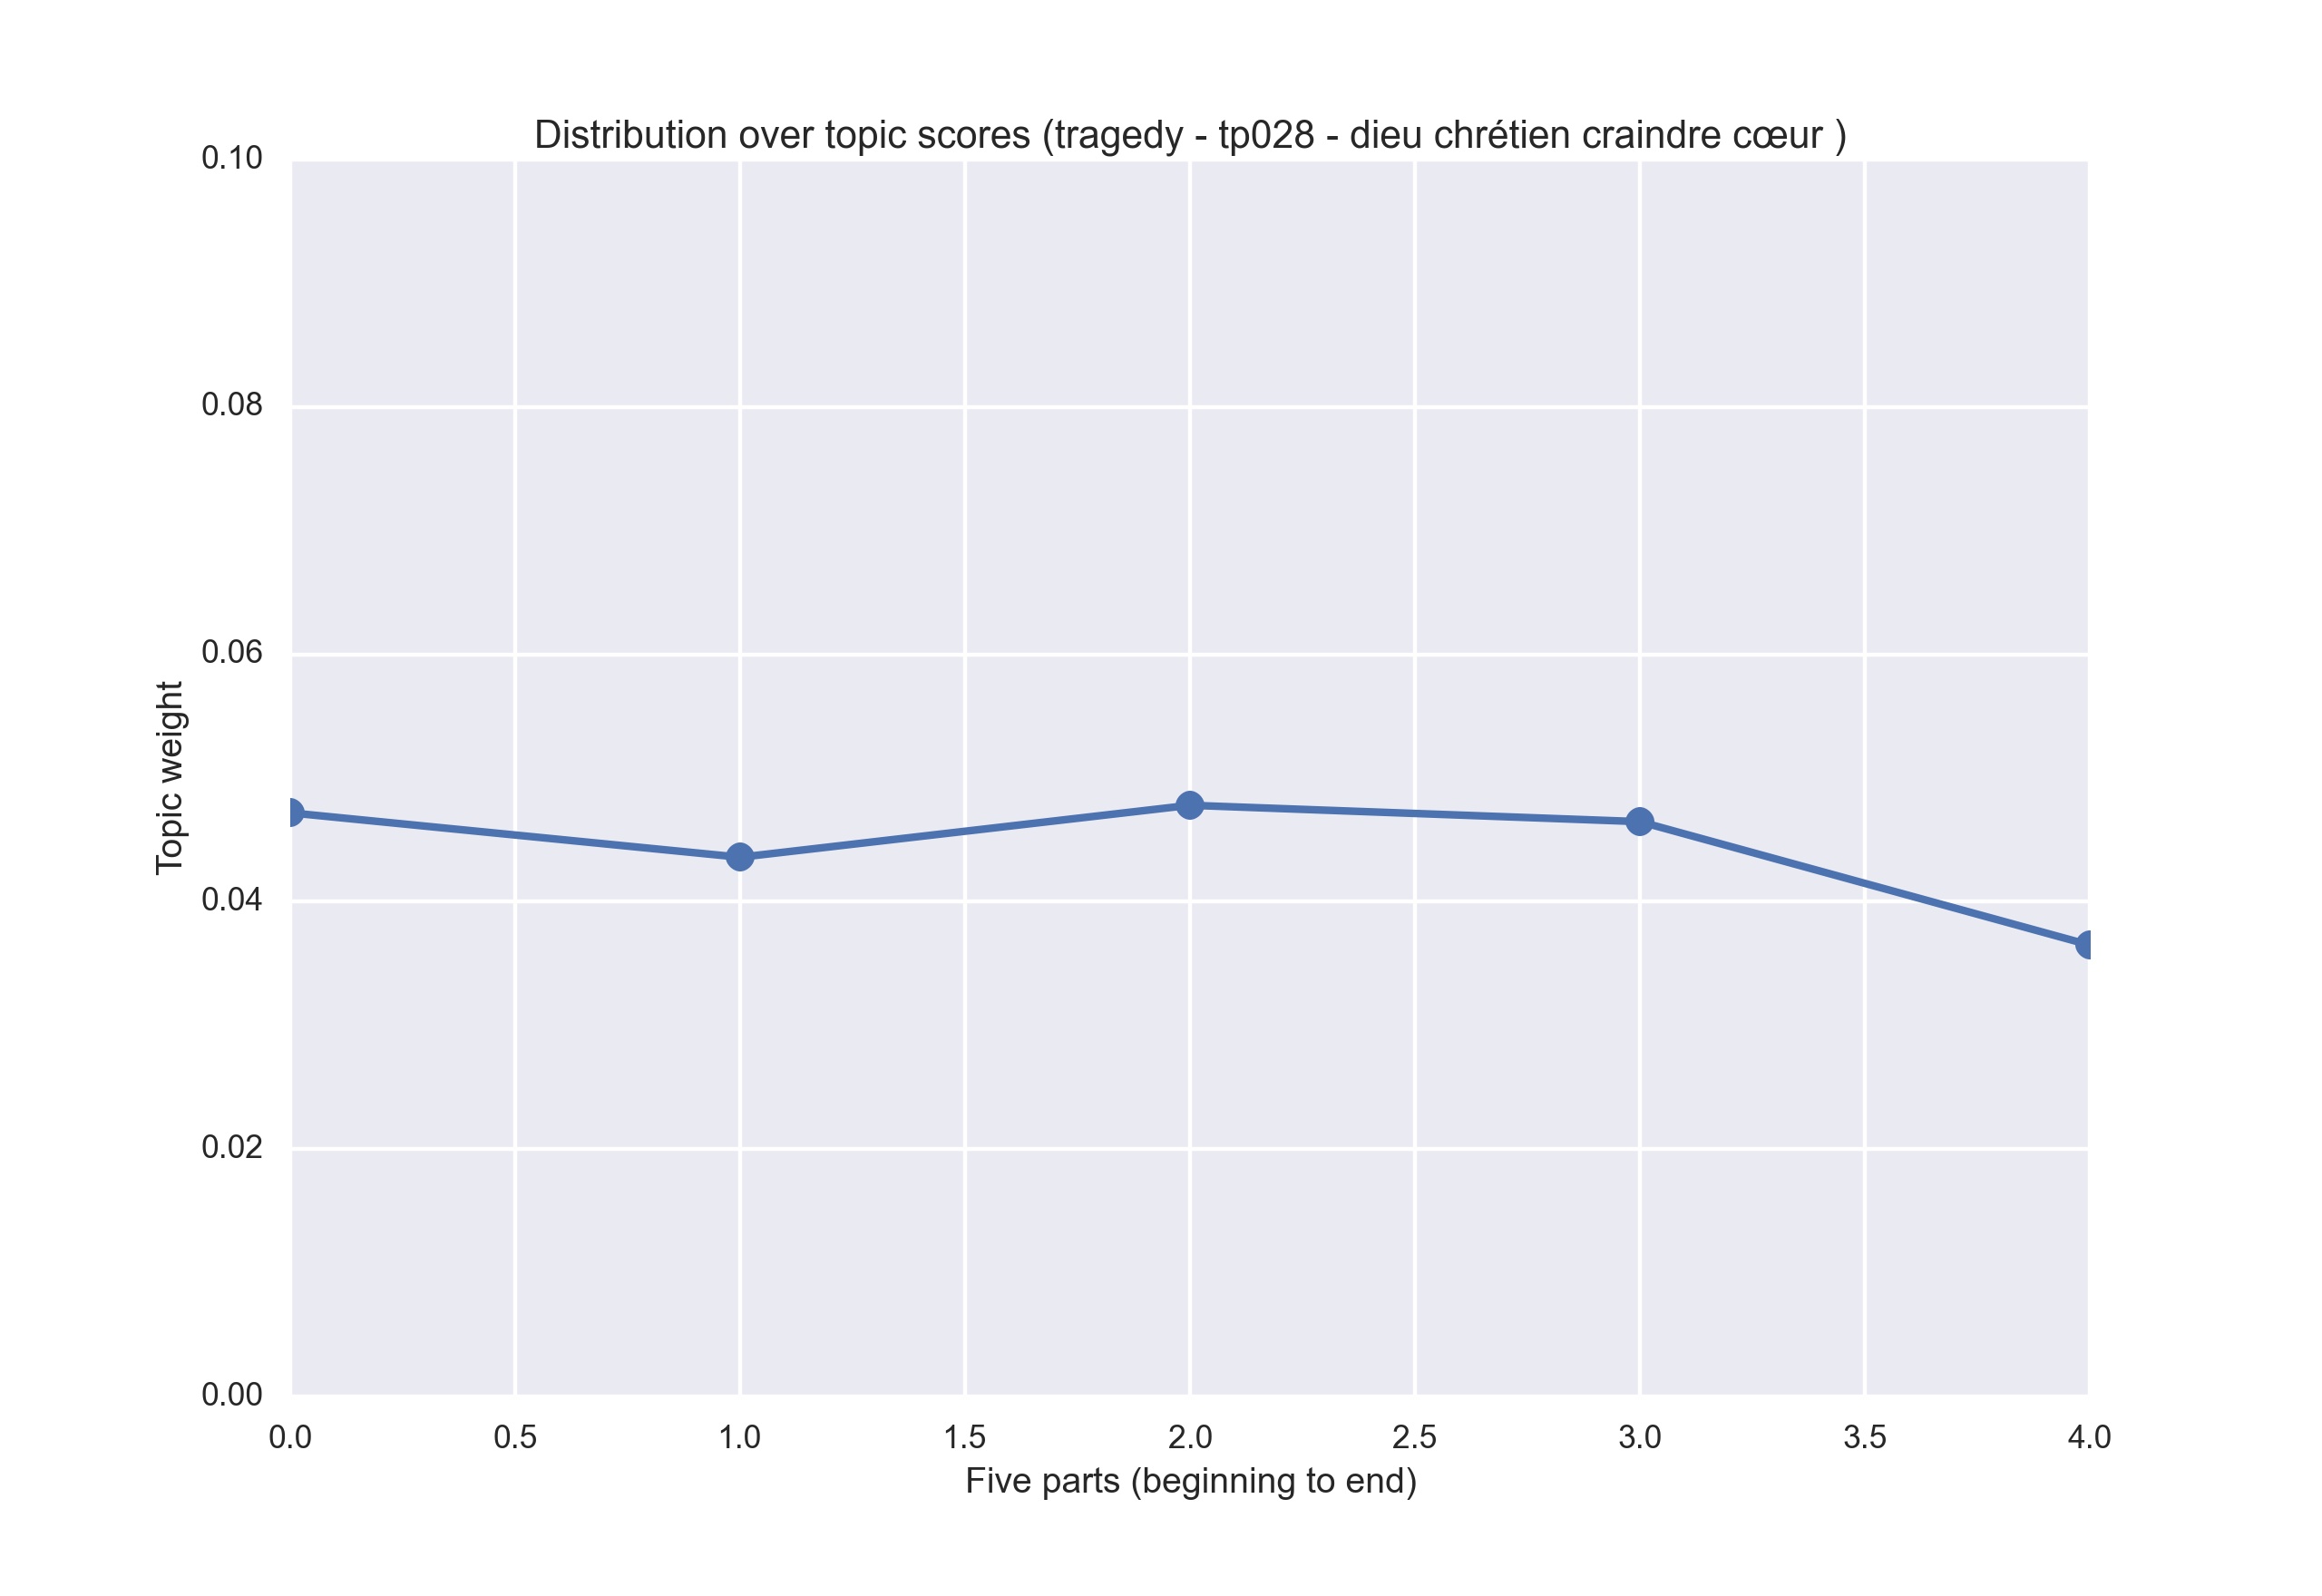 Distribution over topic scores (tragedy - tp028 - dieu chrétien craindre cœur )
0.10
0.08
0.06
0.04
0.02
0.00
Topic weight
0.0 0.5 1.0 1.5 2.0 2.5 3.0 3.5 4.0
Five parts (beginning to end)